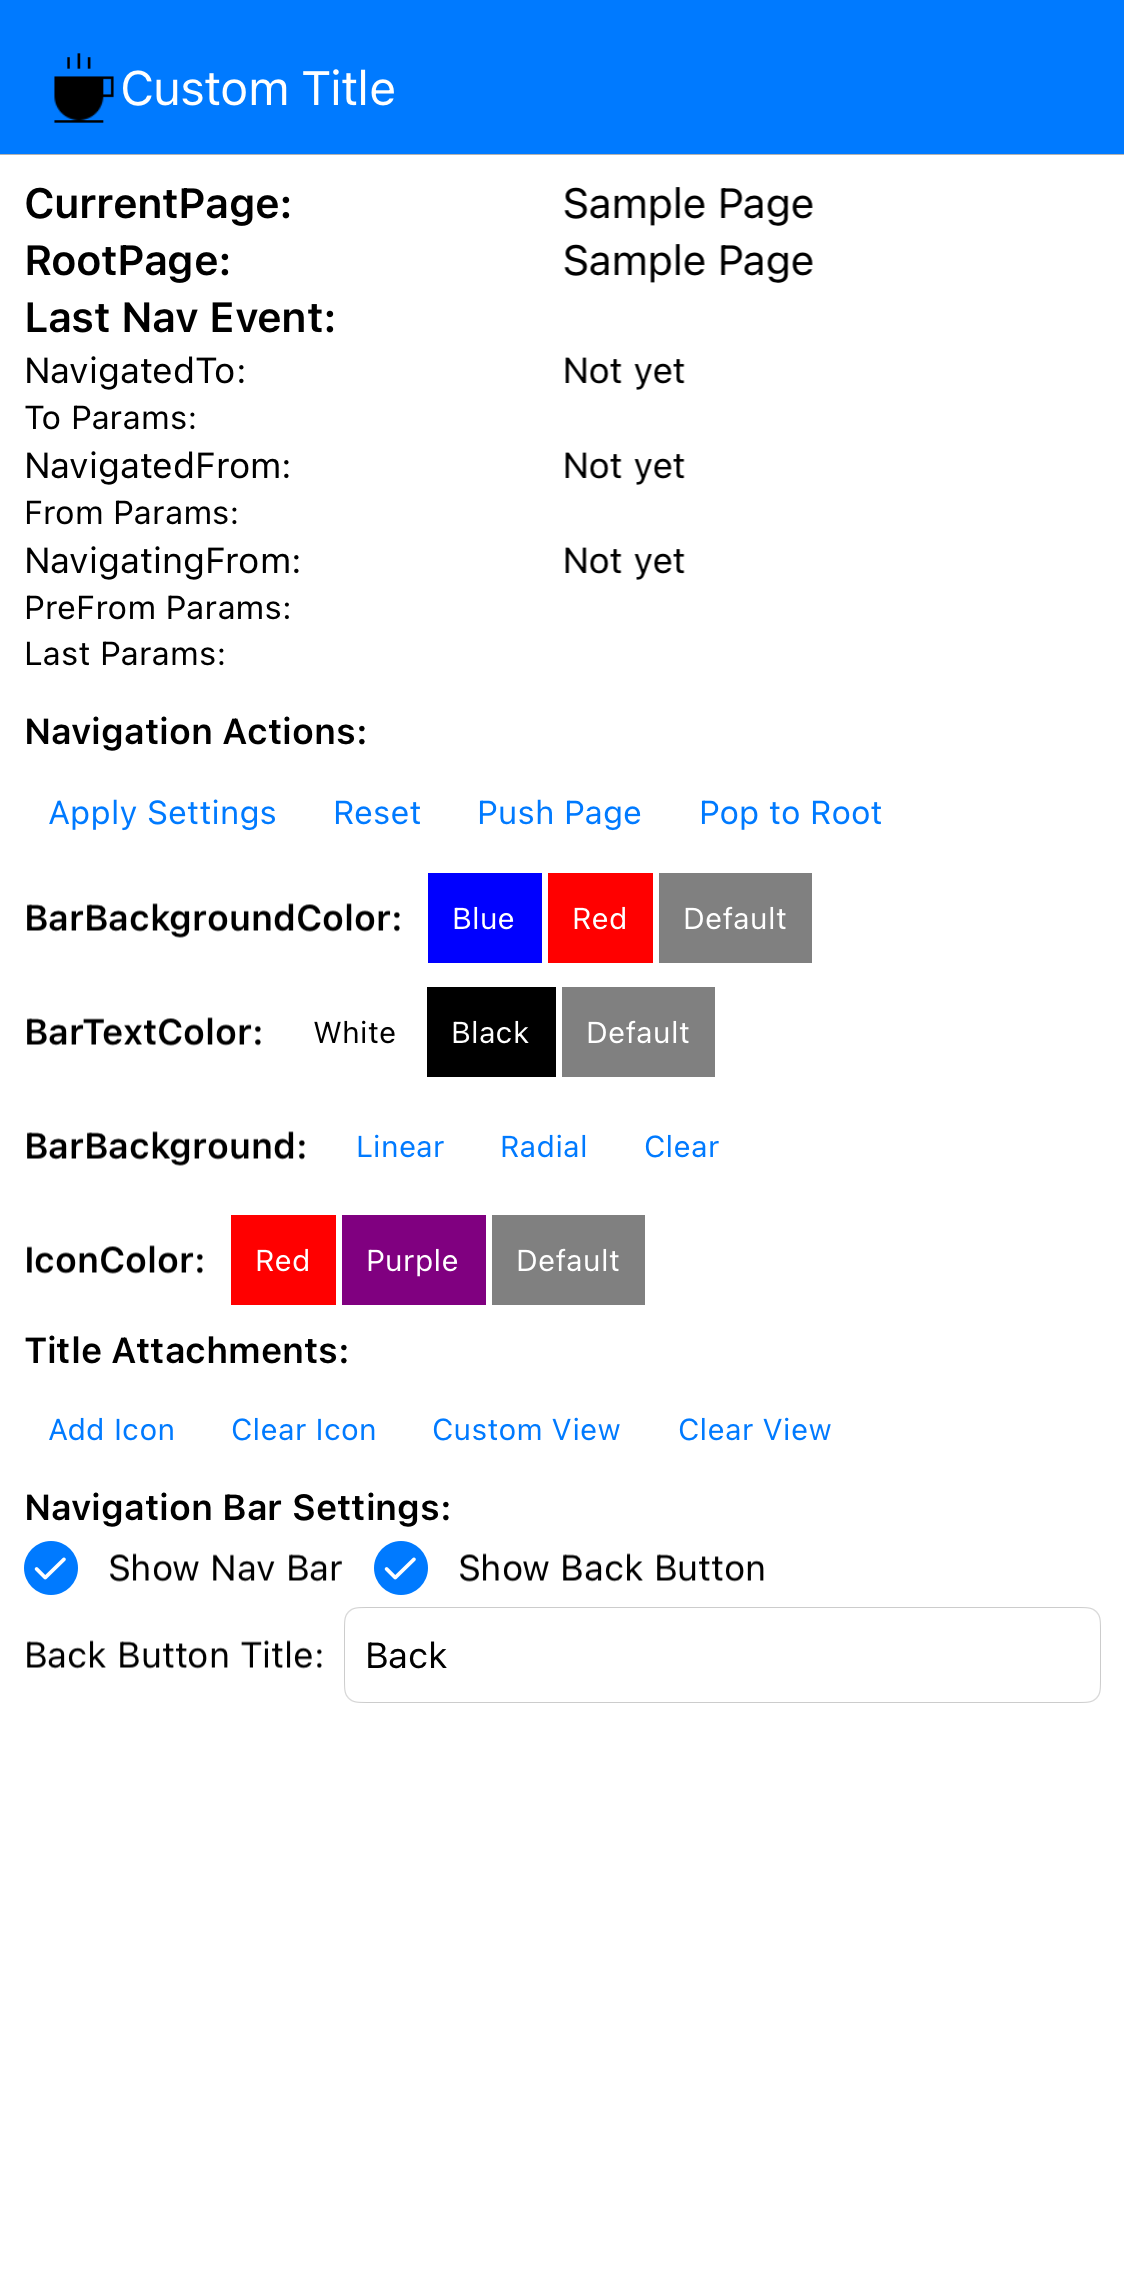 Custom Title
CurrentPage: Sample Page
RootPage: Sample Page
Last Nav Event:
NavigatedTo: Not yet
To Params:
NavigatedFrom: Not yet
From Params:
NavigatingFrom: Not yet
PreFrom Params:
Last Params:
Navigation Actions:
Apply Settings Reset Push Page Pop to Root
BarBackgroundColor: Blue Red Default
BarTextColor: White Black Default
BarBackground: Linear Radial Clear
IconColor: Red Purple Default
Title Attachments:
Add Icon Clear Icon Custom View Clear View
Navigation Bar Settings:
Show Nav Bar Show Back Button
Back Button Title: Back